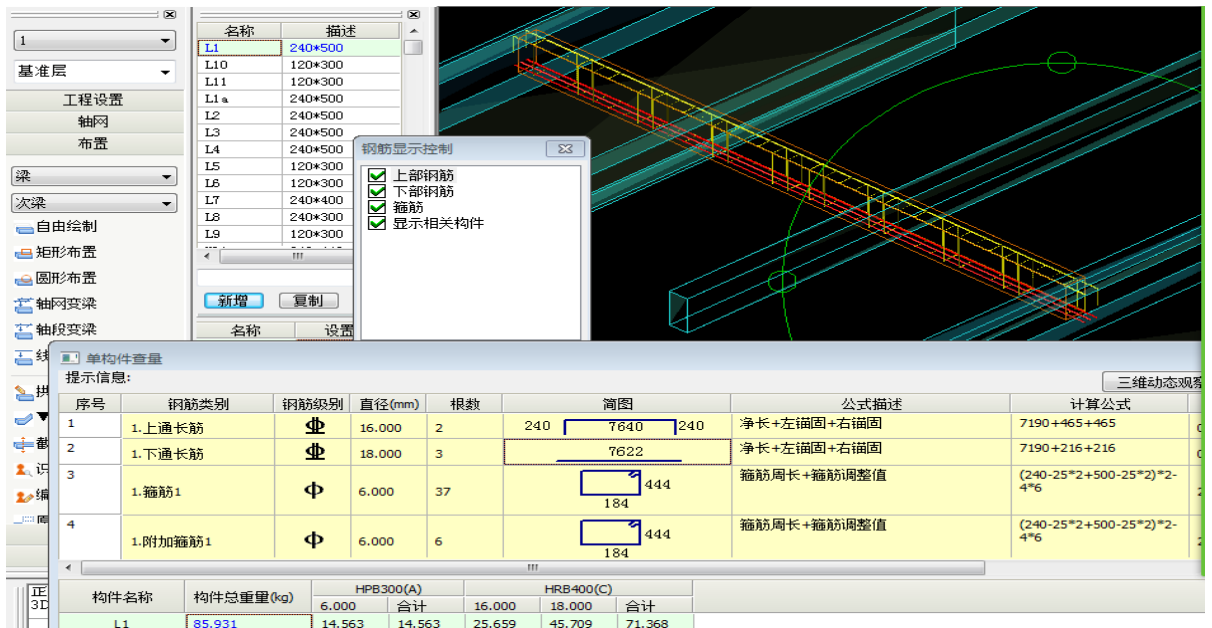 1
基准层
工程设置
轴网
布置
梁
次梁
自由绘制
矩形布置
圆形布置
轴网变梁
轴段变梁
名称 描述
L1 240*500
L10 120*300
L11 120*300
L1a 240*500
L2 240*500
L3 240*500
L4 240*500
L5 120*300
L6 120*300
L7 240*400
L8 240*300
L9 120*300
新增 复制
名称 设置
钢筋显示控制
上部钢筋
下部钢筋
箍筋
显示相关构件
单构件查量
提示信息:
三维动态观察
序号 钢筋类别 钢筋级别 直径(mm) 根数 简图 公式描述 计算公式
1 1.上通长筋 16.000 2 240 7640 240 净长+左锚固+右锚固 7190+465+465
2 1.下通长筋 18.000 3 7622 净长+左锚固+右锚固 7190+216+216
3 1.箍筋1 6.000 37 444 184 箍筋周长+箍筋调整值 (240-25*2+500-25*2)*2-4*6
4 1.附加箍筋1 6.000 6 444 184 箍筋周长+箍筋调整值 (240-25*2+500-25*2)*2-4*6
构件名称 构件总重量(kg) HPB300(A) HRB400(C)
6.000 合计 16.000 18.000 合计
L1 85.931 14.563 14.563 25.659 45.709 71.368